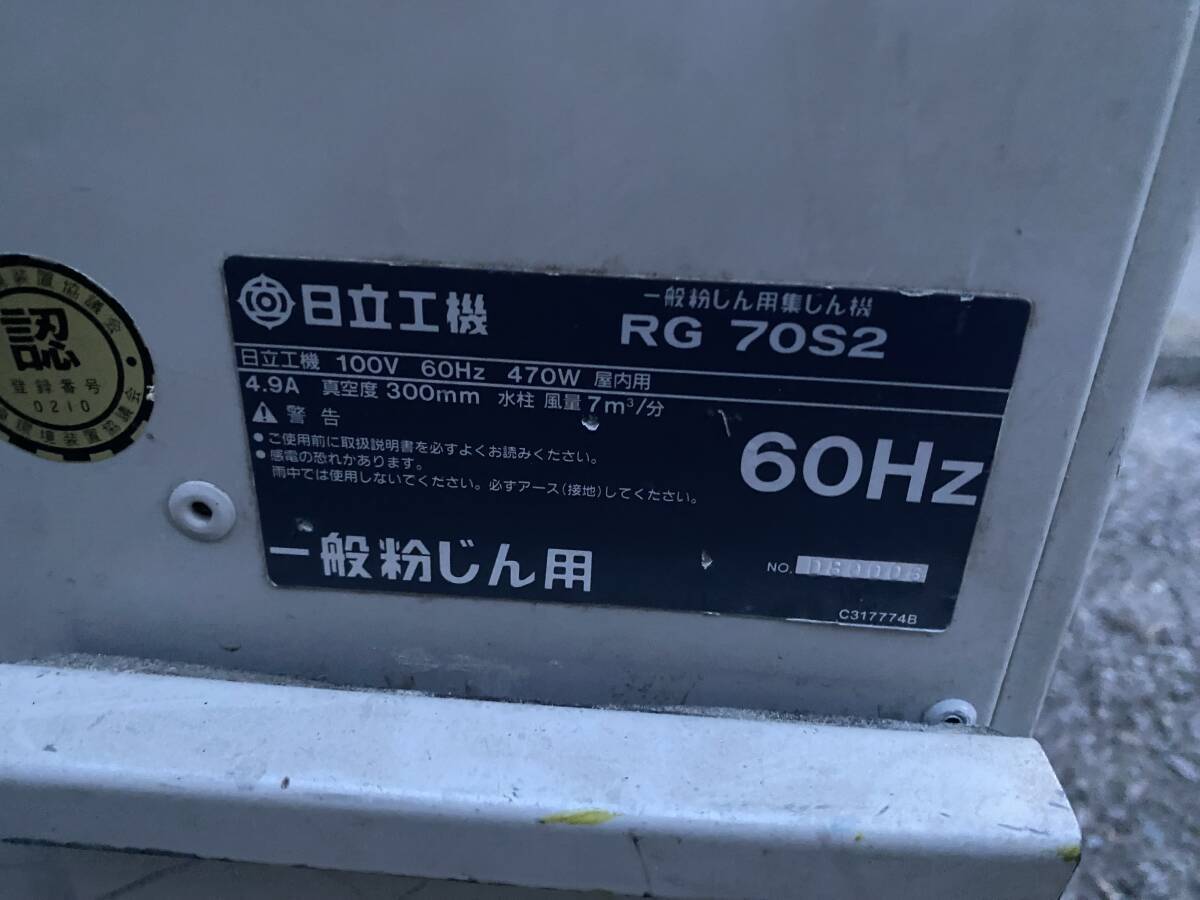 認
登録番号
0210
日立工機
一般粉じん用集じん機
RG 70S2
日立工機 100V 60Hz 470W 屋内用
4.9A 真空度 300mm 水柱 風量 7m³/分
警告
● ご使用前に取扱説明書を必ずよくお読みください。
● 感電の恐れがあります。
雨中では使用しないでください。必ずアース(接地)してください。
60Hz
一般粉じん用
NO.
C317774B